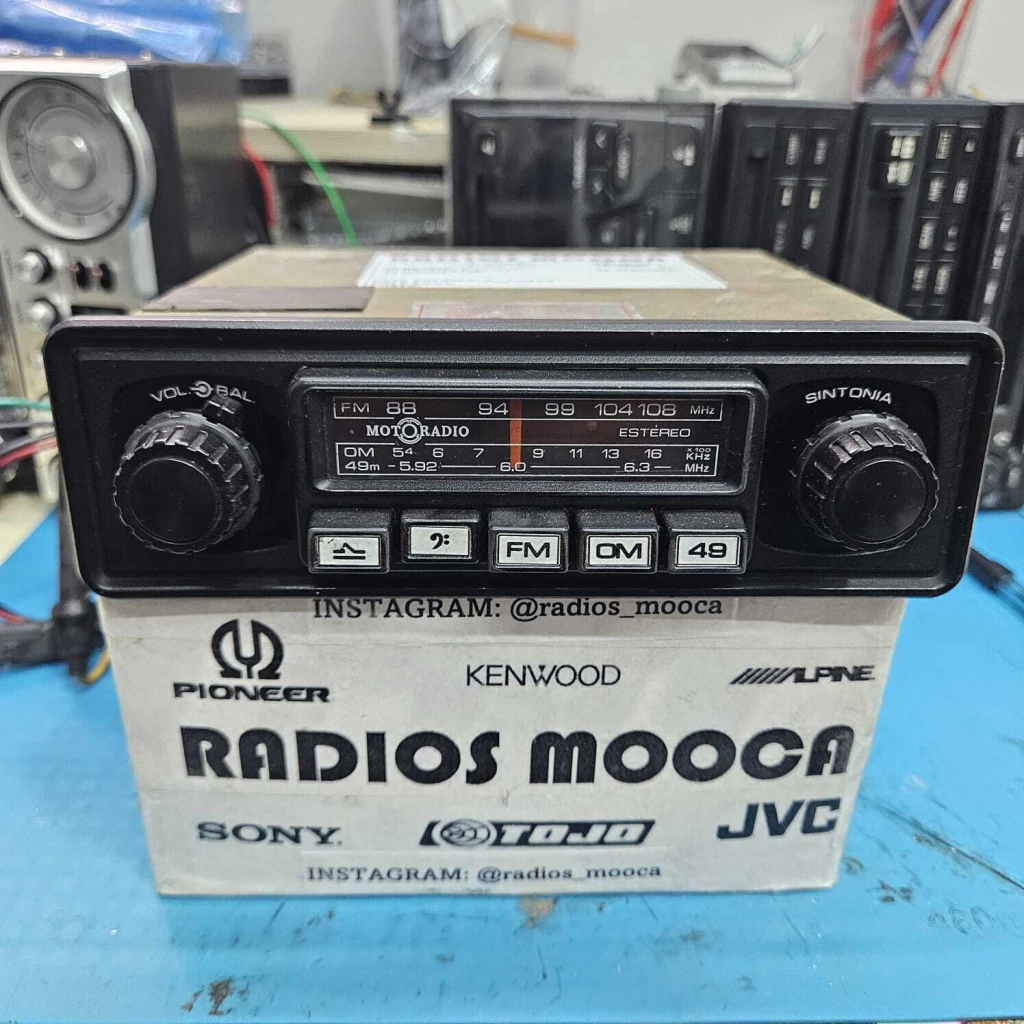 VOL. BAL.
SINTONIA
FM 88 94 99 104 108 MHz
MOTORADIO
ESTÉREO
OM 54 6 7 9 11 13 16 x100 KHz
49m - 5.92 - 6.0 - 6.3 - MHz
FM OM 49
INSTAGRAM: @radios_mooca
PIONEER
KENWOOD
ALPINE
RADIOS MOOCA
SONY.
TOJO
JVC
INSTAGRAM: @radios_mooca